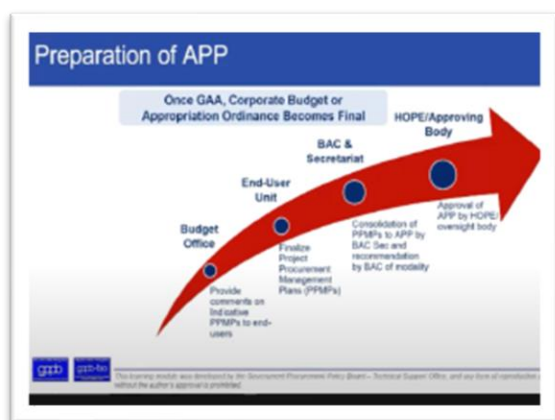 Preparation of APP
Once GAA, Corporate Budget or
Appropriation Ordinance Becomes Final
HOPE/Approving
Body
BAC &
Secretariat
End-User
Unit
Budget
Office
Approval of
APP by HOPE/
oversight body
Consolidation of
PPMPs to APP by
BAC Sec and
recommendation
by BAC of modality
Finalize
Project
Procurement
Management
Plans (PPMPs)
Provide
comments on
Indicative
PPMPs to end-
users
gppb
gppb-tso
This learning module was developed by the Government Procurement Policy Board – Technical Support Office, and any form of reproduction
without the author's approval is prohibited.